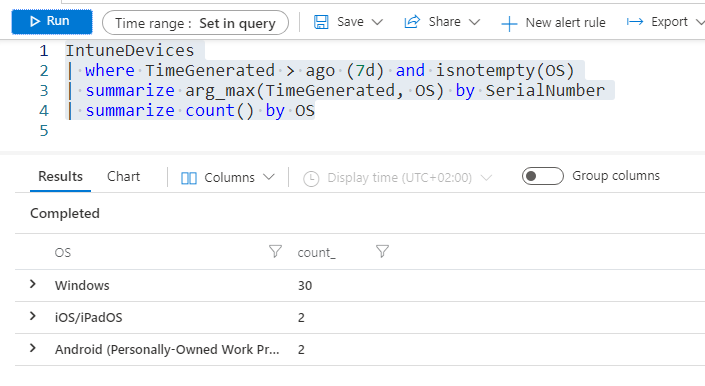 Run Time range : Set in query Save Share New alert rule Export
1 IntuneDevices
2 | where TimeGenerated > ago (7d) and isnotempty(OS)
3 | summarize arg_max(TimeGenerated, OS) by SerialNumber
4 | summarize count() by OS
5
Results Chart Columns Display time (UTC+02:00) Group columns
Completed
OS count_
Windows 30
iOS/iPadOS 2
Android (Personally-Owned Work Pr... 2